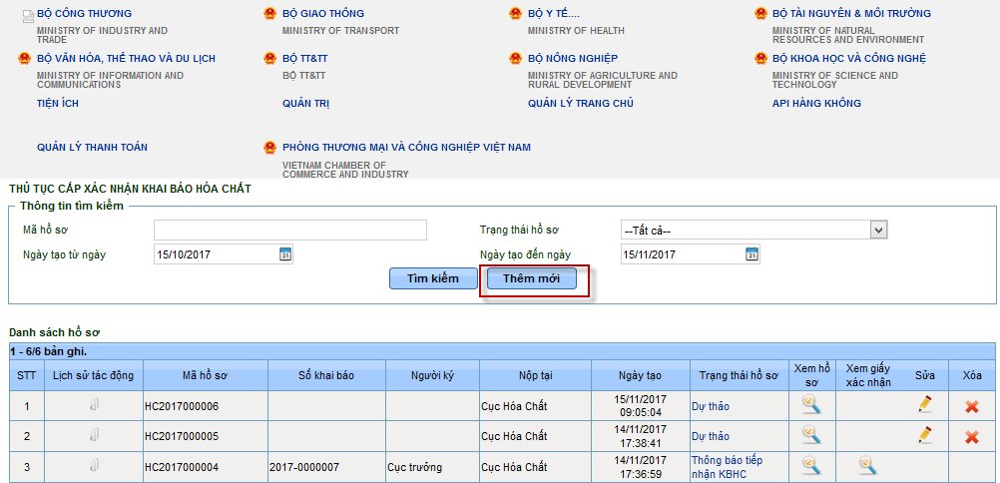 BỘ CÔNG THƯƠNG
MINISTRY OF INDUSTRY AND
TRADE
BỘ GIAO THÔNG
MINISTRY OF TRANSPORT
BỘ Y TẾ....
MINISTRY OF HEALTH
BỘ TÀI NGUYÊN & MÔI TRƯỜNG
MINISTRY OF NATURAL
RESOURCES AND ENVIRONMENT
BỘ VĂN HÓA, THỂ THAO VÀ DU LỊCH
MINISTRY OF INFORMATION AND
COMMUNICATIONS
BỘ TT&TT
BỘ TT&TT
BỘ NÔNG NGHIỆP
MINISTRY OF AGRICULTURE AND
RURAL DEVELOPMENT
BỘ KHOA HỌC VÀ CÔNG NGHỆ
MINISTRY OF SCIENCE AND
TECHNOLOGY
TIỆN ÍCH
QUẢN TRỊ
QUẢN LÝ TRANG CHỦ
API HÀNG KHÔNG
QUẢN LÝ THANH TOÁN
PHÒNG THƯƠNG MẠI VÀ CÔNG NGHIỆP VIỆT NAM
VIETNAM CHAMBER OF
COMMERCE AND INDUSTRY
THỦ TỤC CẤP XÁC NHẬN KHAI BÁO HÓA CHẤT
Thông tin tìm kiếm
Mã hồ sơ
Trạng thái hồ sơ --Tất cả--
Ngày tạo từ ngày 15/10/2017
Ngày tạo đến ngày 15/11/2017
Tìm kiếm Thêm mới
Danh sách hồ sơ
1 - 6/6 bản ghi.
STT Lịch sử tác động Mã hồ sơ Số khai báo Người ký Nộp tại Ngày tạo Trạng thái hồ sơ Xem hồ sơ Xem giấy xác nhận Sửa Xóa
1 HC2017000006 Cục Hóa Chất 15/11/2017 09:05:04 Dự thảo
2 HC2017000005 Cục Hóa Chất 14/11/2017 17:38:41 Dự thảo
3 HC2017000004 2017-0000007 Cục trưởng Cục Hóa Chất 14/11/2017 17:36:59 Thông báo tiếp nhận KBHC